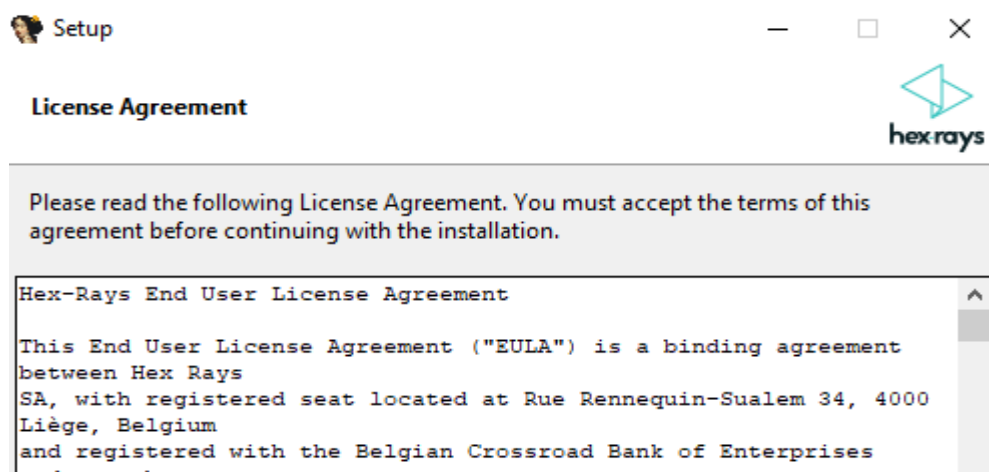 Setup
License Agreement
hex-rays
Please read the following License Agreement. You must accept the terms of this
agreement before continuing with the installation.
Hex-Rays End User License Agreement
This End User License Agreement ("EULA") is a binding agreement
between Hex Rays
SA, with registered seat located at Rue Rennequin-Sualem 34, 4000
Liège, Belgium
and registered with the Belgian Crossroad Bank of Enterprises